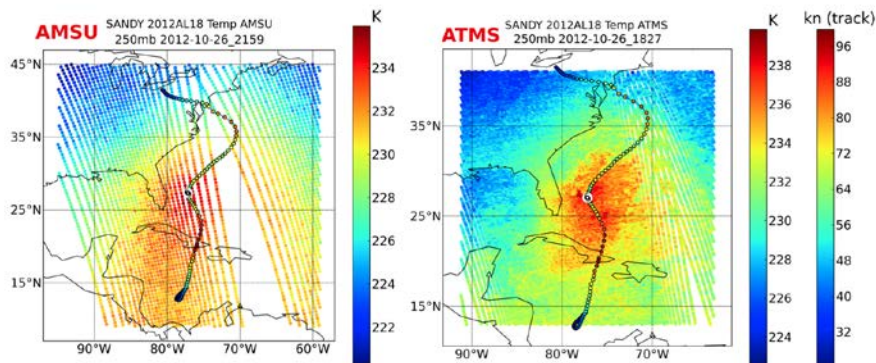 AMSU
SANDY 2012AL18 Temp AMSU
250mb 2012-10-26_2159
K
45°N
35°N
25°N
15°N
90°W
80°W
70°W
60°W
234
232
230
228
226
224
222
ATMS
SANDY 2012AL18 Temp ATMS
250mb 2012-10-26_1827
K
kn (track)
45°N
35°N
25°N
15°N
90°W
80°W
70°W
238
236
234
232
230
229
226
224
96
88
80
72
64
56
48
40
32